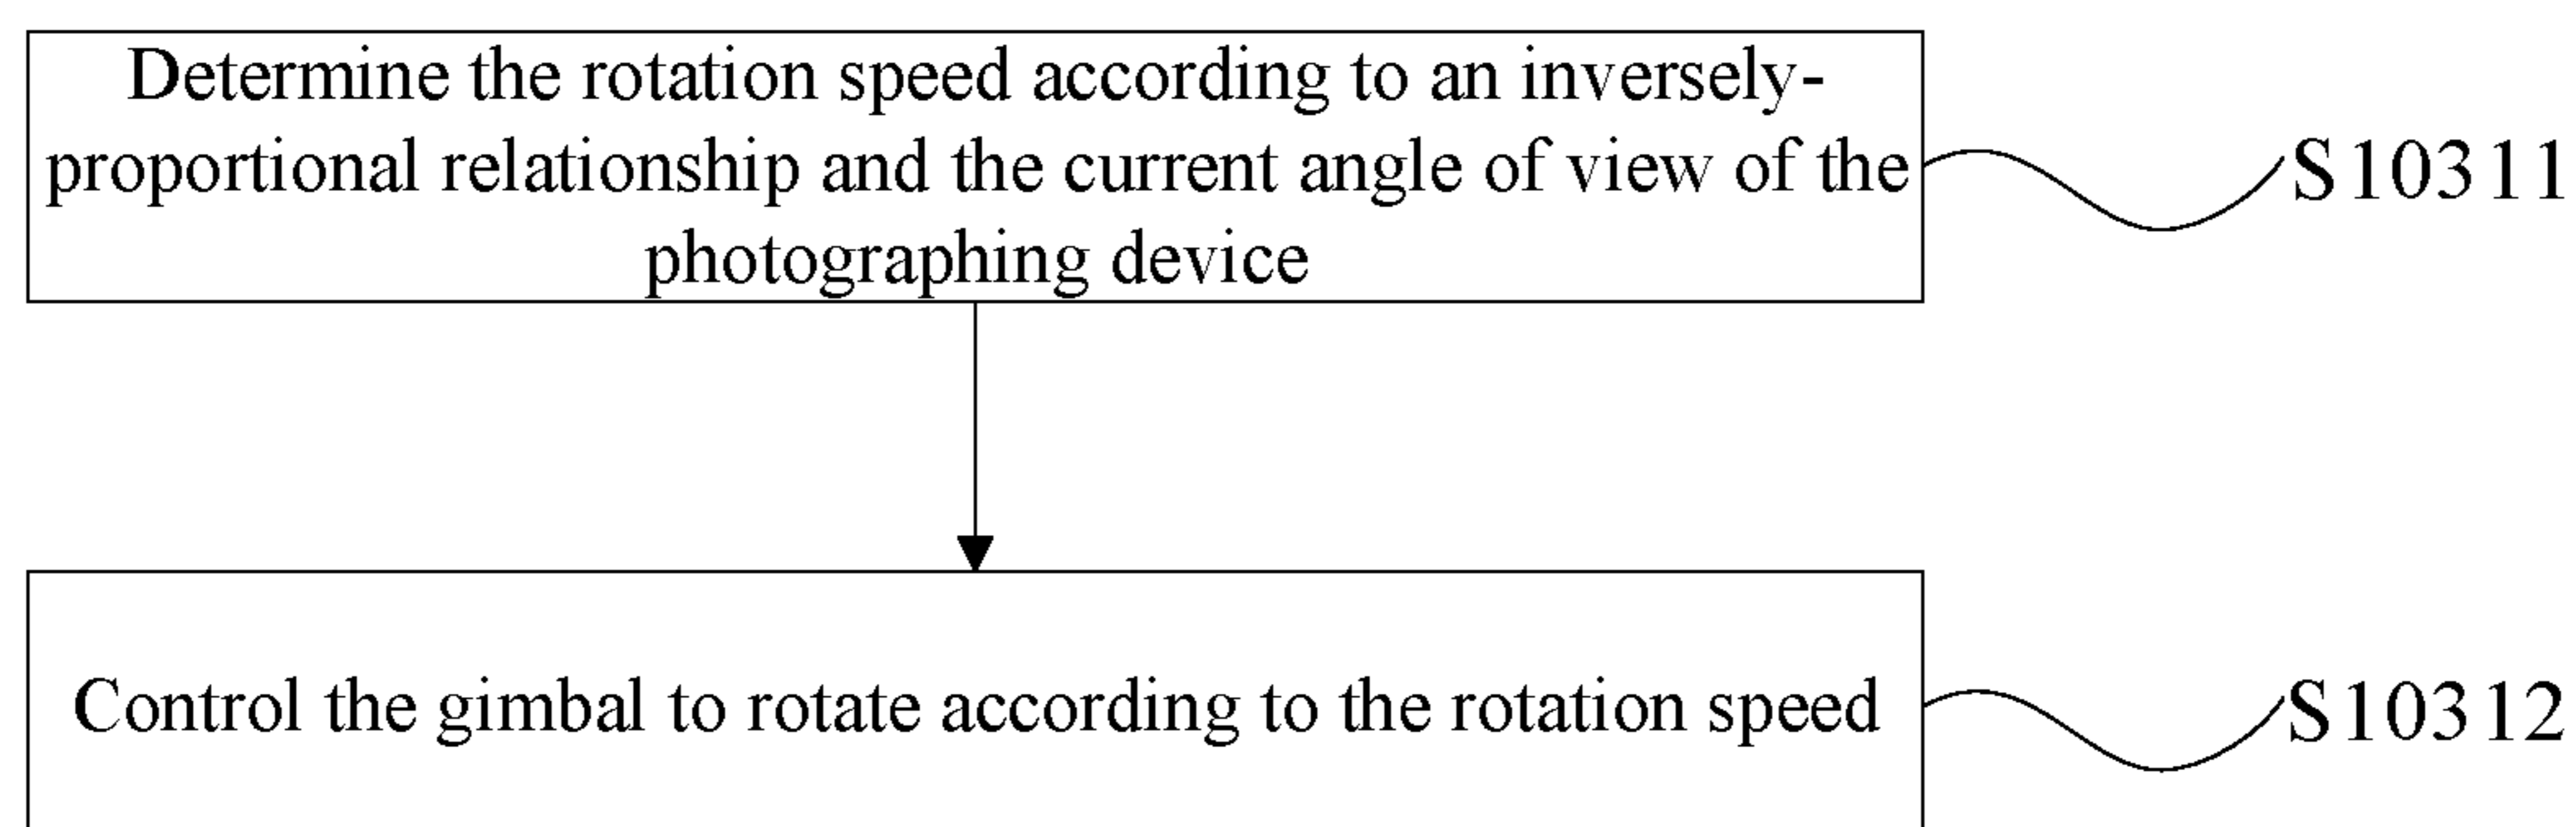 Determine the rotation speed according to an inversely-
proportional relationship and the current angle of view of the
photographing device
S10311
Control the gimbal to rotate according to the rotation speed
S10312